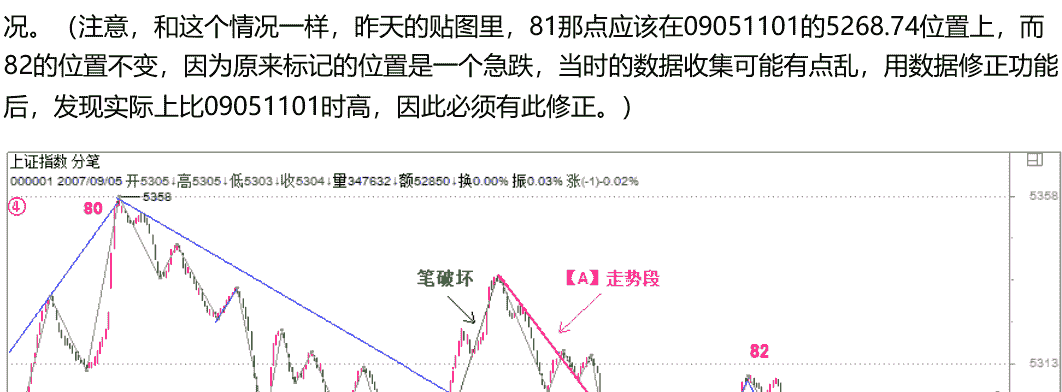 况。（注意，和这个情况一样，昨天的贴图里，81那点应该在09051101的5268.74位置上，而
82的位置不变，因为原来标记的位置是一个急跌，当时的数据收集可能有点乱，用数据修正功能
后，发现实际上比09051101时高，因此必须有此修正。）
上证指数 分笔
000001 2007/09/05 开5305↓高5305↓低5303↓收5304↓量347632↓额52850↓换0.00% 振0.03% 涨(-1)-0.02%
④ 80 5358 5358
笔破坏 【A】走势段
82
5313